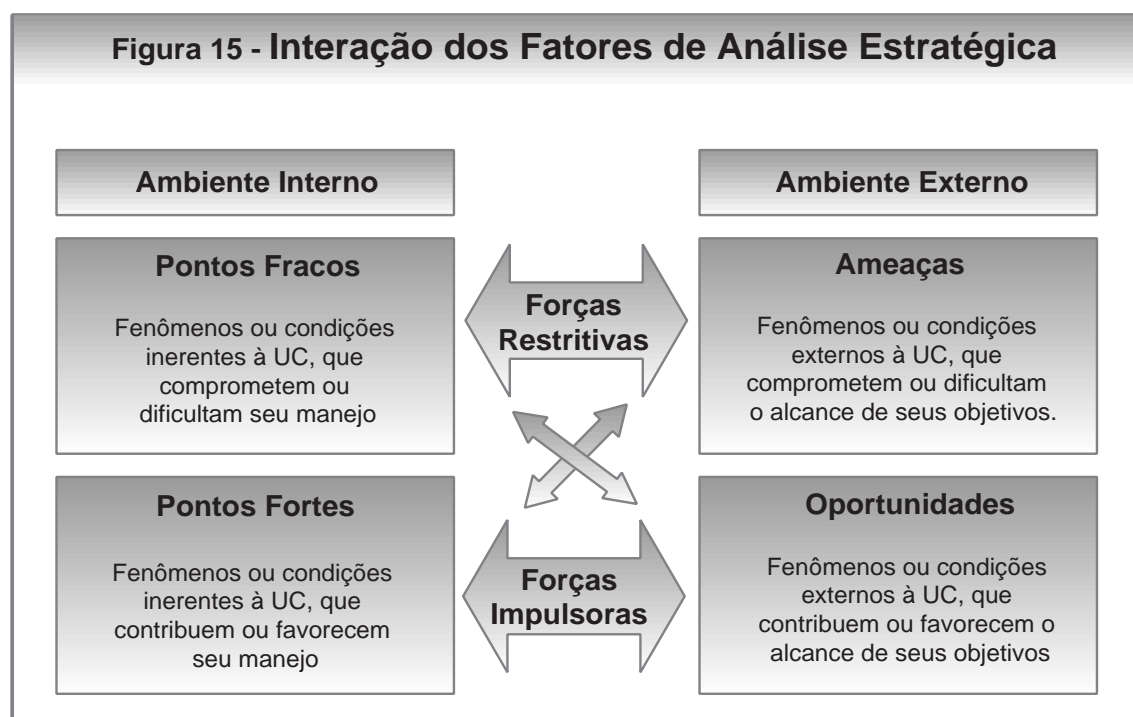 Figura 15 - Interação dos Fatores de Análise Estratégica
Ambiente Interno
Ambiente Externo
Pontos Fracos
Fenômenos ou condições
inerentes à UC, que
comprometem ou
dificultam seu manejo
Forças
Restritivas
Ameaças
Fenômenos ou condições
externos à UC, que
comprometem ou dificultam
o alcance de seus objetivos.
Pontos Fortes
Fenômenos ou condições
inerentes à UC, que
contribuem ou favorecem
seu manejo
Forças
Impulsoras
Oportunidades
Fenômenos ou condições
externos à UC, que
contribuem ou favorecem o
alcance de seus objetivos